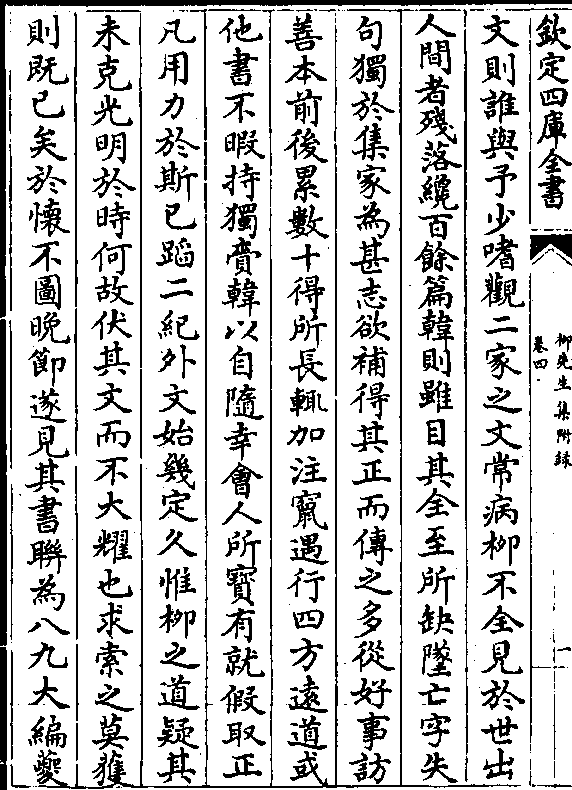 欽定四庫全書
柳先生集附録
卷四
一
文則誰與予少嗜觀二家之文常病柳不全見於世出
人間者殘落纔百餘篇韓則雖目其全至所缺墜亡字失
句獨於集家為甚志欲補得其正而傳之多從好事訪
善本前後累數十得所長輒加注竄遇行四方遠道或
他書不暇持獨賫韓以自隨幸㑹人所寶有就假取正
凡用力於斯已蹈二紀外文始幾定久惟柳之道疑其
未克光明於時何故伏其文而不大耀也求索之莫獲
則既已矣於懷不圖晚節遂見其書聯為八九大編夔